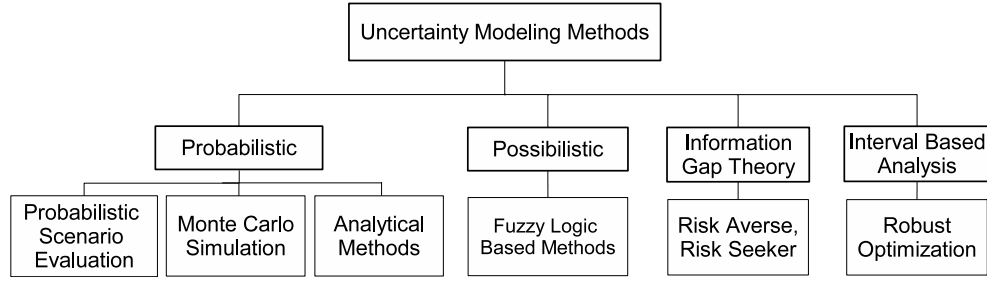 Uncertainty Modeling Methods
Probabilistic
Possibilistic
Information
Gap Theory
Interval Based
Analysis
Probabilistic
Scenario
Evaluation
Monte Carlo
Simulation
Analytical
Methods
Fuzzy Logic
Based Methods
Risk Averse,
Risk Seeker
Robust
Optimization